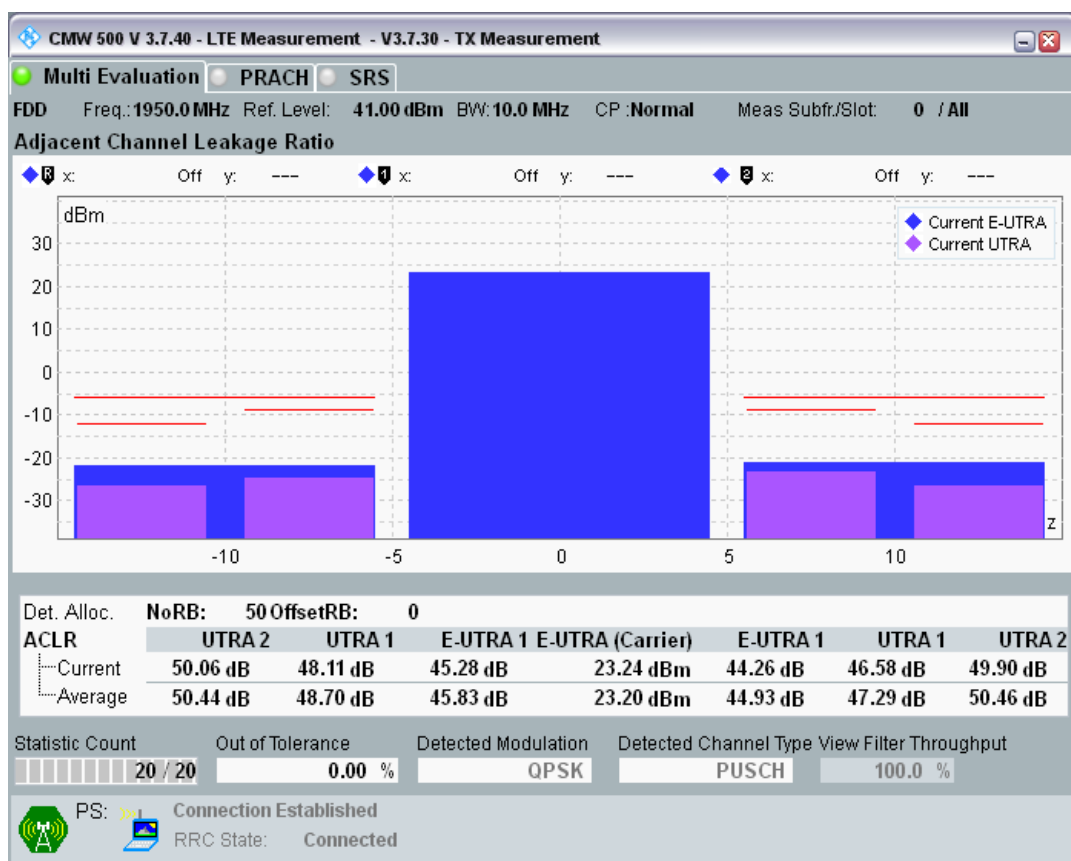 CMW 500 V 3.7.40 - LTE Measurement - V3.7.30 - TX Measurement
Multi Evaluation PRACH SRS
FDD Freq.: 1950.0 MHz Ref. Level: 41.00 dBm BW: 10.0 MHz CP :Normal Meas Subfr./Slot: 0 / All
Adjacent Channel Leakage Ratio
R x: Off y: --- 1 x: Off y: --- 2 x: Off y: ---
dBm
Current E-UTRA
Current UTRA
30
20
10
0
-10
-20
-30
z
-10 -5 0 5 10
Det. Alloc. NoRB: 50 OffsetRB: 0
ACLR UTRA 2 UTRA 1 E-UTRA 1 E-UTRA (Carrier) E-UTRA 1 UTRA 1 UTRA 2
Current 50.06 dB 48.11 dB 45.28 dB 23.24 dBm 44.26 dB 46.58 dB 49.90 dB
Average 50.44 dB 48.70 dB 45.83 dB 23.20 dBm 44.93 dB 47.29 dB 50.46 dB
Statistic Count Out of Tolerance Detected Modulation Detected Channel Type View Filter Throughput
20 / 20 0.00 % QPSK PUSCH 100.0 %
PS: Connection Established
RRC State: Connected